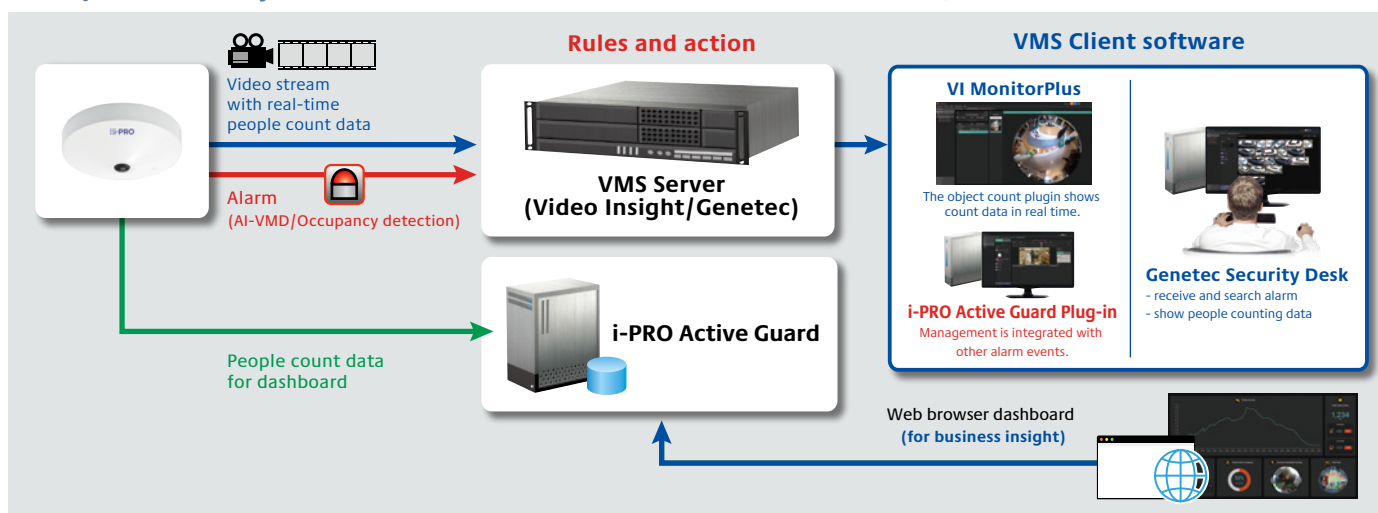 i-PRO
Video stream
with real-time
people count data
Alarm
(AI-VMD/Occupancy detection)
People count data
for dashboard
Rules and action
VMS Server
(Video Insight/Genetec)
i-PRO Active Guard
VMS Client software
VI MonitorPlus
The object count plugin shows
count data in real time.
i-PRO Active Guard Plug-in
Management is integrated with
other alarm events.
Genetec Security Desk
- receive and search alarm
- show people counting data
Web browser dashboard
(for business insight)
1,234